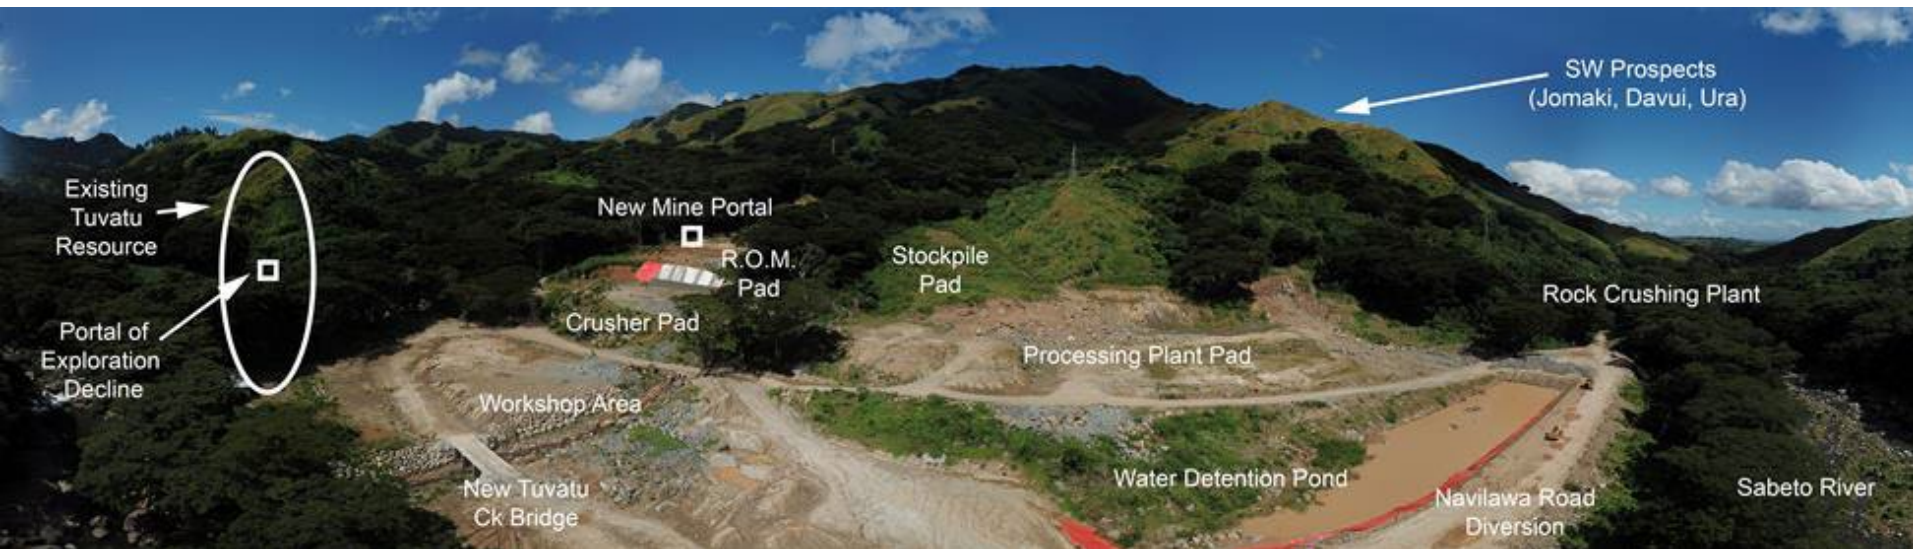 SW Prospects
(Jomaki, Davui, Ura)
Existing
Tuvatu
Resource
New Mine Portal
R.O.M.
Pad
Stockpile
Pad
Rock Crushing Plant
Portal of
Exploration
Decline
Crusher Pad
Processing Plant Pad
Workshop Area
Water Detention Pond
New Tuvatu
Ck Bridge
Navilawa Road
Diversion
Sabeto River